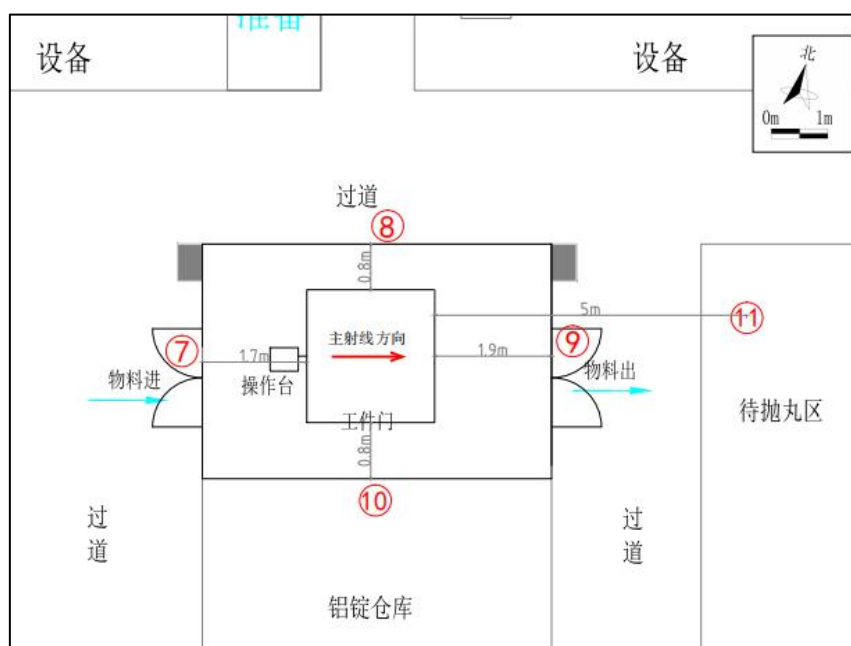 准备
设备
设备
北
0m 1m
过道
⑧
0.8m
5m
⑪
⑦
1.7m
主射线方向
1.9m
⑨
物料进
操作台
物料出
工件门
待抛丸区
0.8m
⑩
过道
过道
铝锭仓库